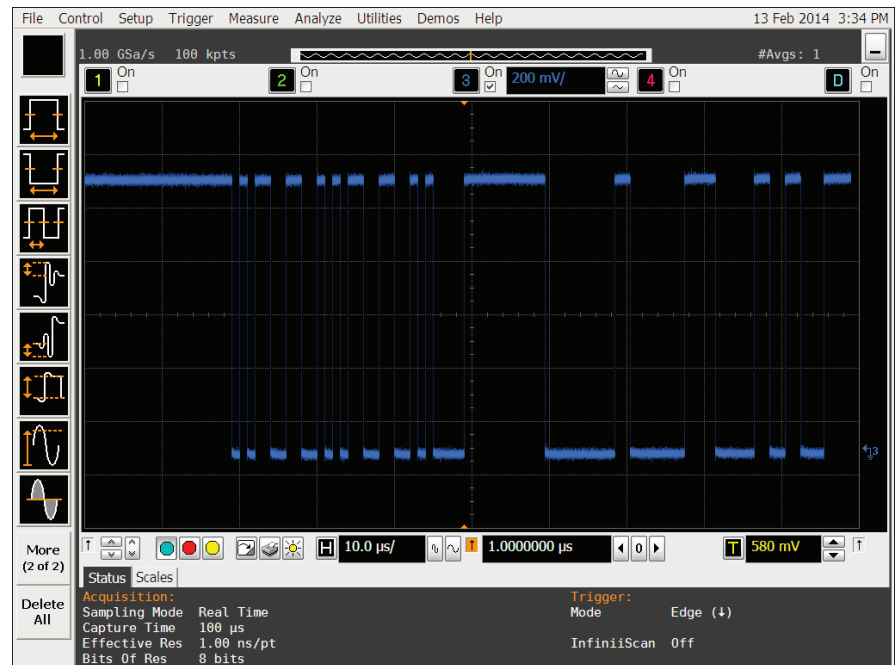 File Control Setup Trigger Measure Analyze Utilities Demos Help 13 Feb 2014 3:34 PM
1.00 GSa/s 100 kpts #Avgs: 1
1 On 2 On 3 On 200 mV/ 4 On D On
3
More
(2 of 2)
Delete
All
H 10.0 µs/ 1.0000000 µs 0 T 580 mV
Status Scales
Acquisition: Trigger:
Sampling Mode Real Time Mode Edge (↓)
Capture Time 100 µs
Effective Res 1.00 ns/pt InfiniiScan Off
Bits Of Res 8 bits